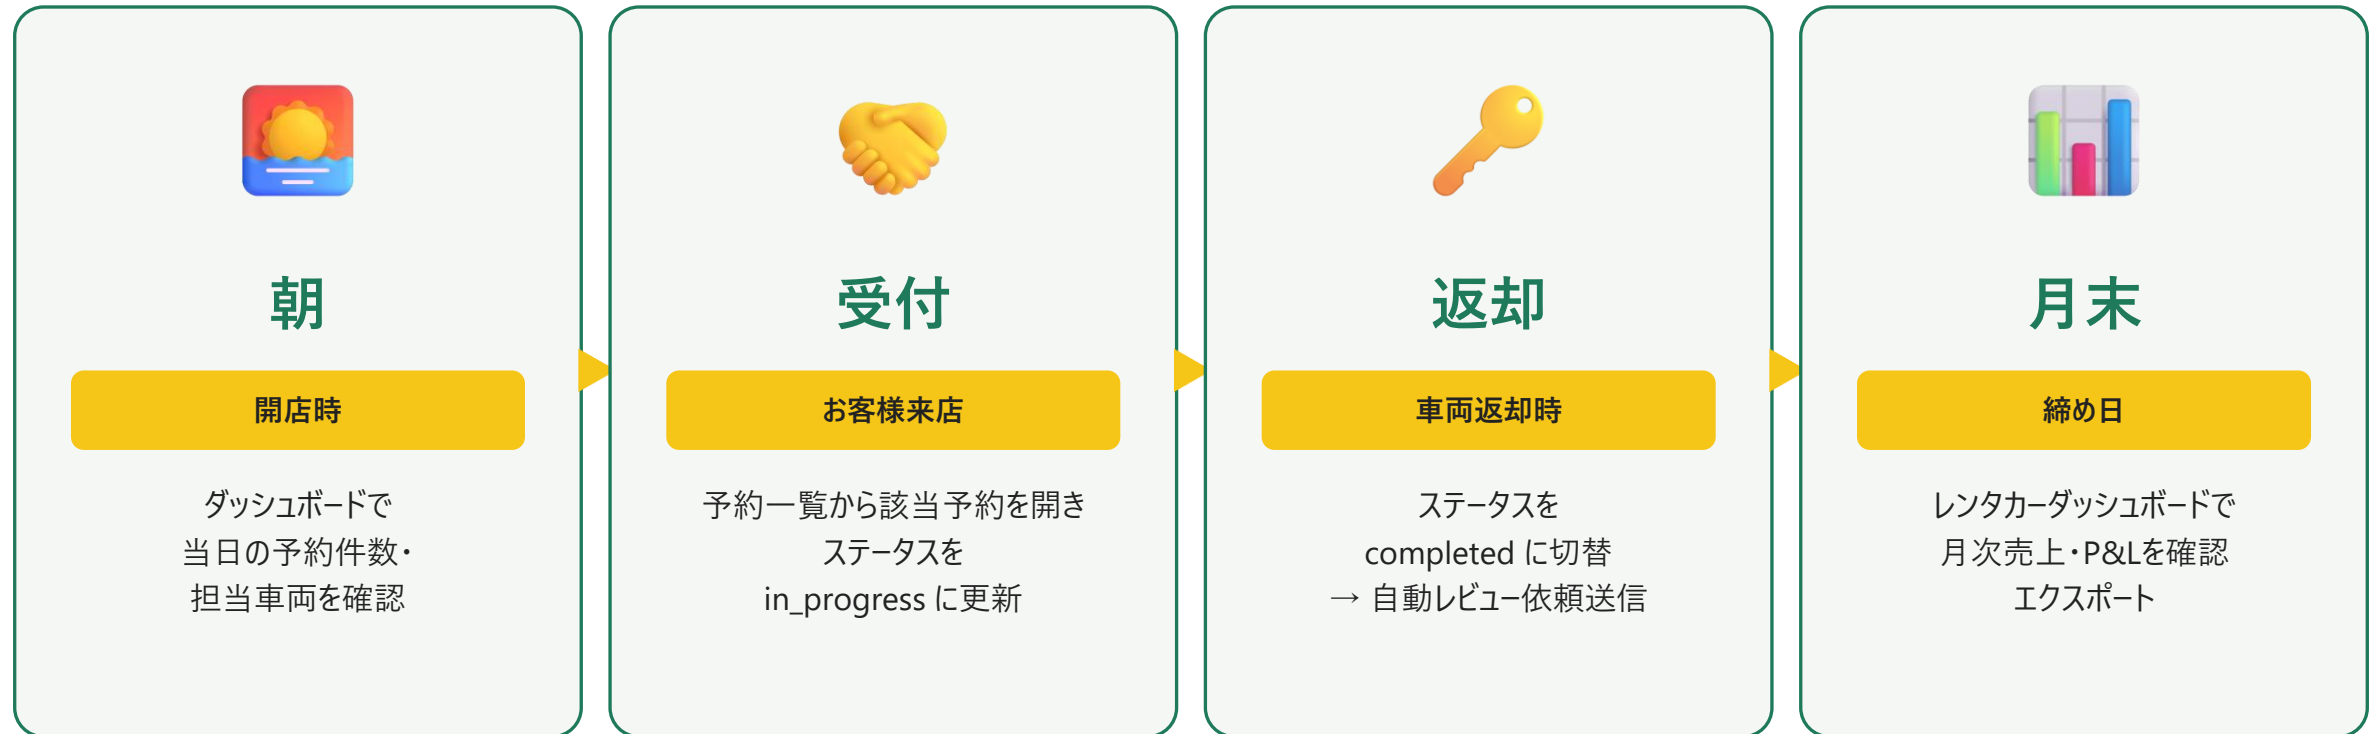 朝
開店時
ダッシュボードで
当日の予約件数・
担当車両を確認
受付
お客様来店
予約一覧から該当予約を開き
ステータスを
in_progress に更新
返却
車両返却時
ステータスを
completed に切替
→ 自動レビュー依頼送信
月末
締め日
レンタカーダッシュボードで
月次売上・P&Lを確認
エクスポート